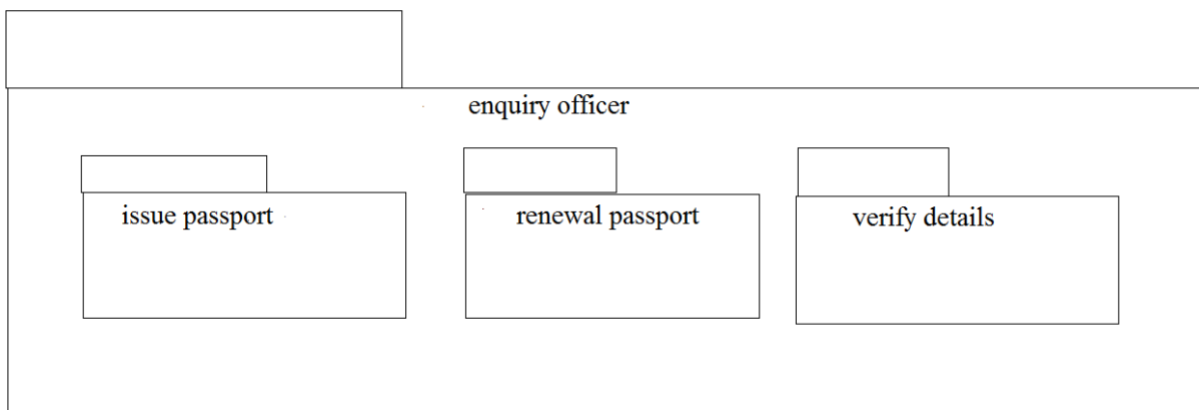 enquiry officer
issue passport
renewal passport
verify details